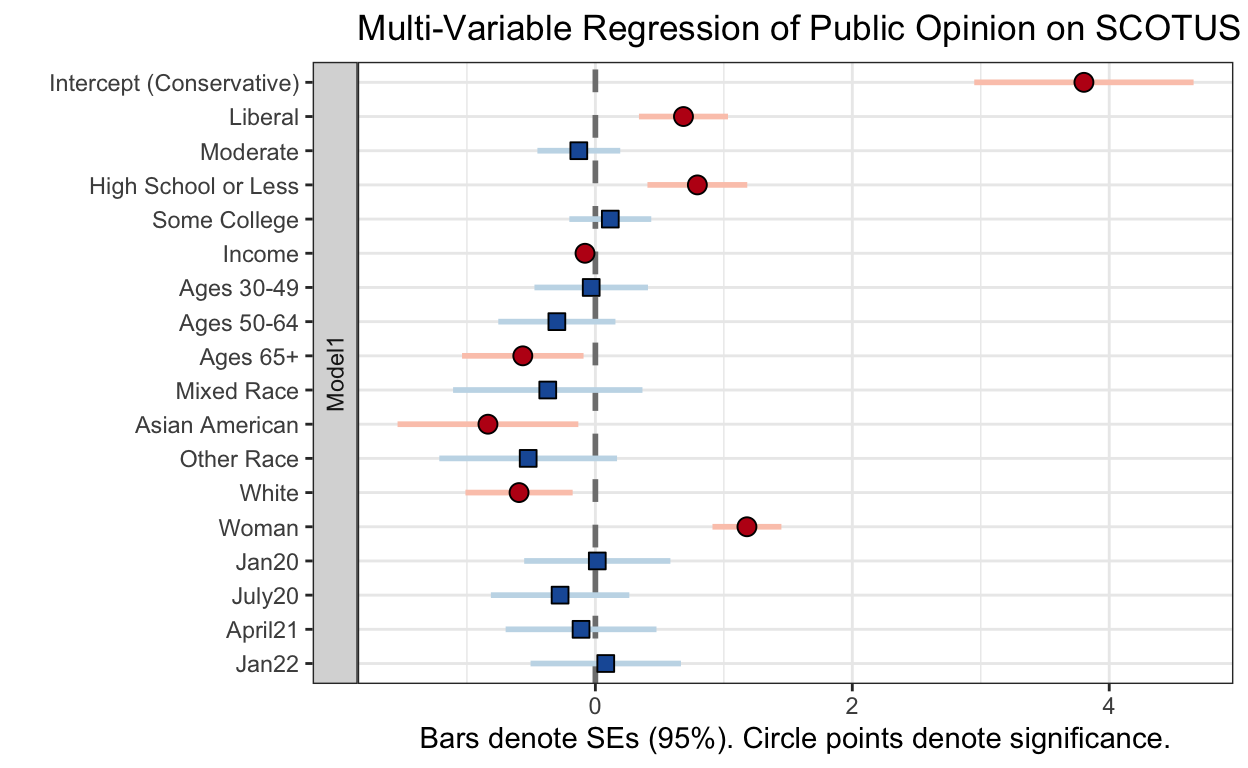 Multi-Variable Regression of Public Opinion on SCOTUS
Intercept (Conservative)
Liberal
Moderate
High School or Less
Some College
Income
Ages 30-49
Ages 50-64
Ages 65+
Mixed Race
Asian American
Other Race
White
Woman
Jan20
July20
April21
Jan22
Model1
0 2 4
Bars denote SEs (95%). Circle points denote significance.